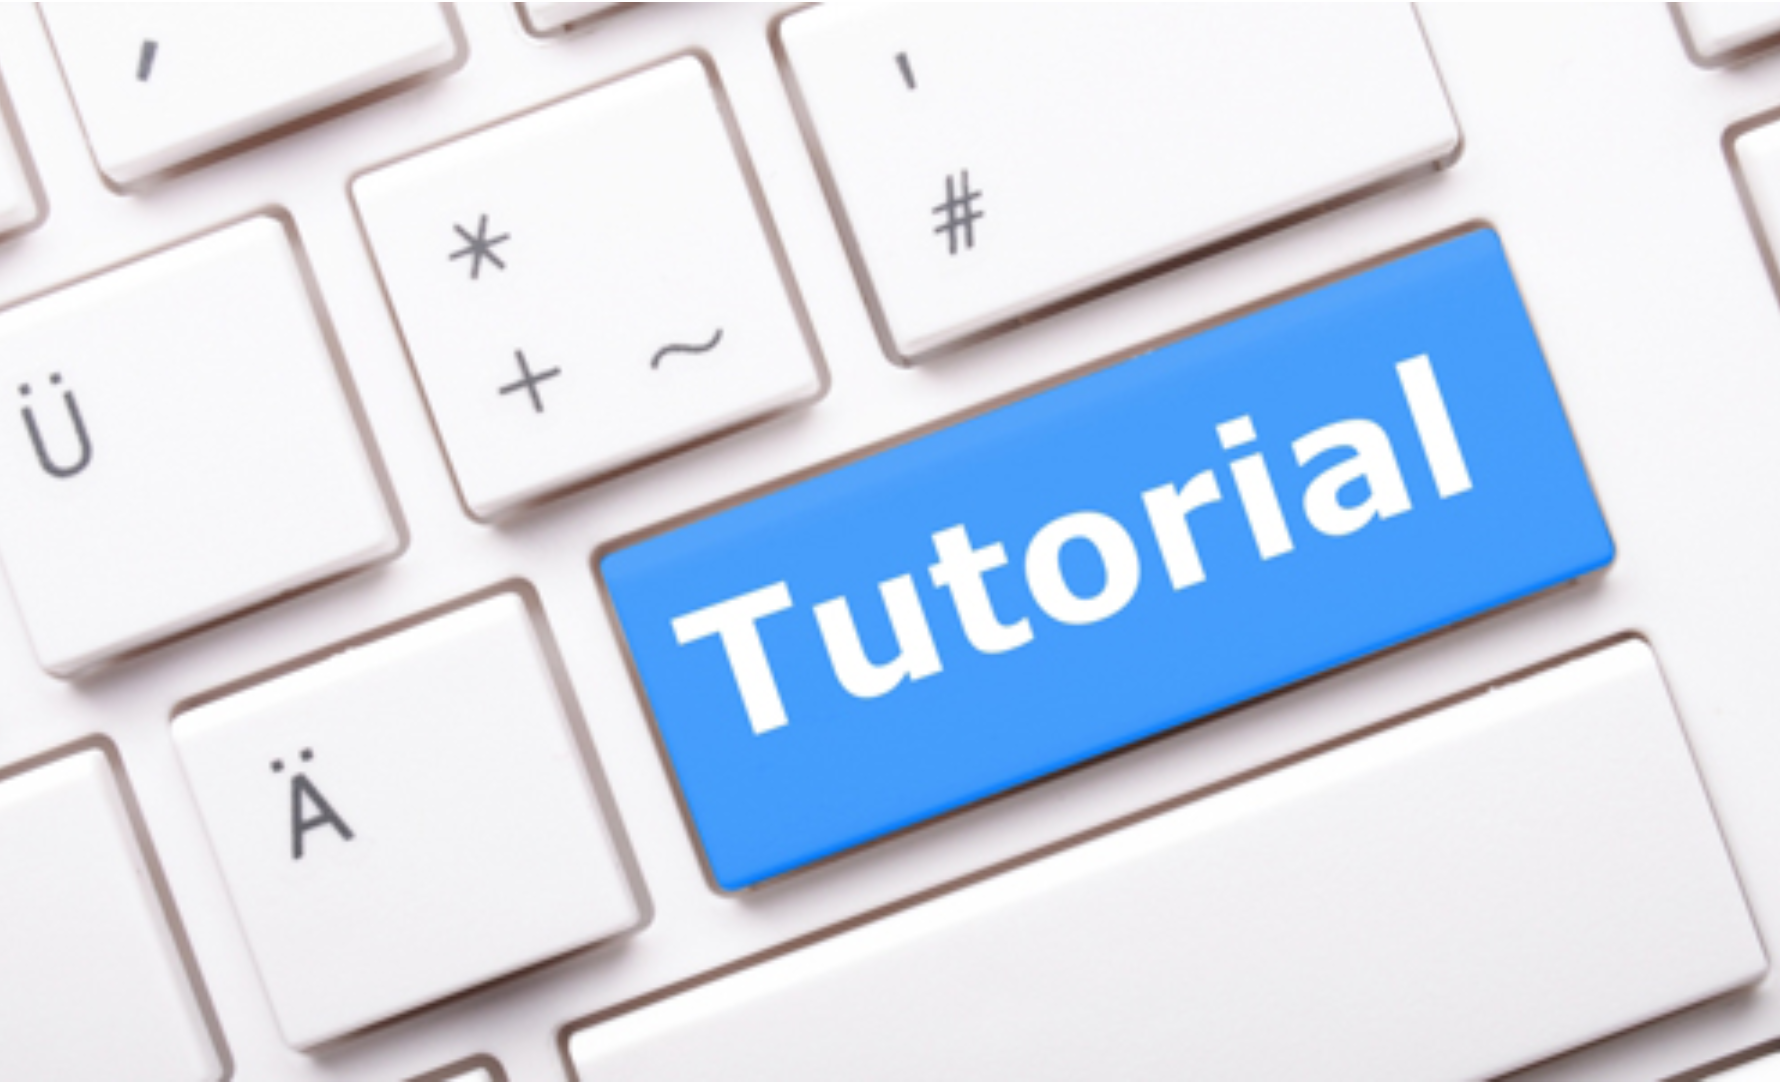 '
'
#
*
+ ~
Ü
Tutorial
Ä